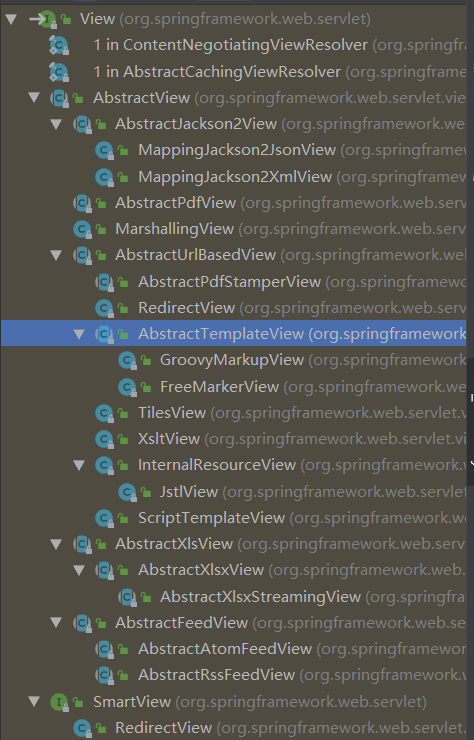 View (org.springframework.web.servlet)
1 in ContentNegotiatingViewResolver (org.springfr
1 in AbstractCachingViewResolver (org.springframe
AbstractView (org.springframework.web.servlet.vie
AbstractJackson2View (org.springframework.we
MappingJackson2JsonView (org.springframew
MappingJackson2XmlView (org.springframewo
AbstractPdfView (org.springframework.web.serv
MarshallingView (org.springframework.web.serv
AbstractUrlBasedView (org.springframework.we
AbstractPdfStamperView (org.springframewo
RedirectView (org.springframework.web.servl
AbstractTemplateView (org.springframework
GroovyMarkupView (org.springframework
FreeMarkerView (org.springframework.we
TilesView (org.springframework.web.servlet.v
XsltView (org.springframework.web.servlet.vi
InternalResourceView (org.springframework.v
JstlView (org.springframework.web.servlet
ScriptTemplateView (org.springframework.we
AbstractXlsView (org.springframework.web.serv
AbstractXlsxView (org.springframework.web.
AbstractXlsxStreamingView (org.springfra
AbstractFeedView (org.springframework.web.se
AbstractAtomFeedView (org.springframewor
AbstractRssFeedView (org.springframework.
SmartView (org.springframework.web.servlet)
RedirectView (org.springframework.web.servlet.